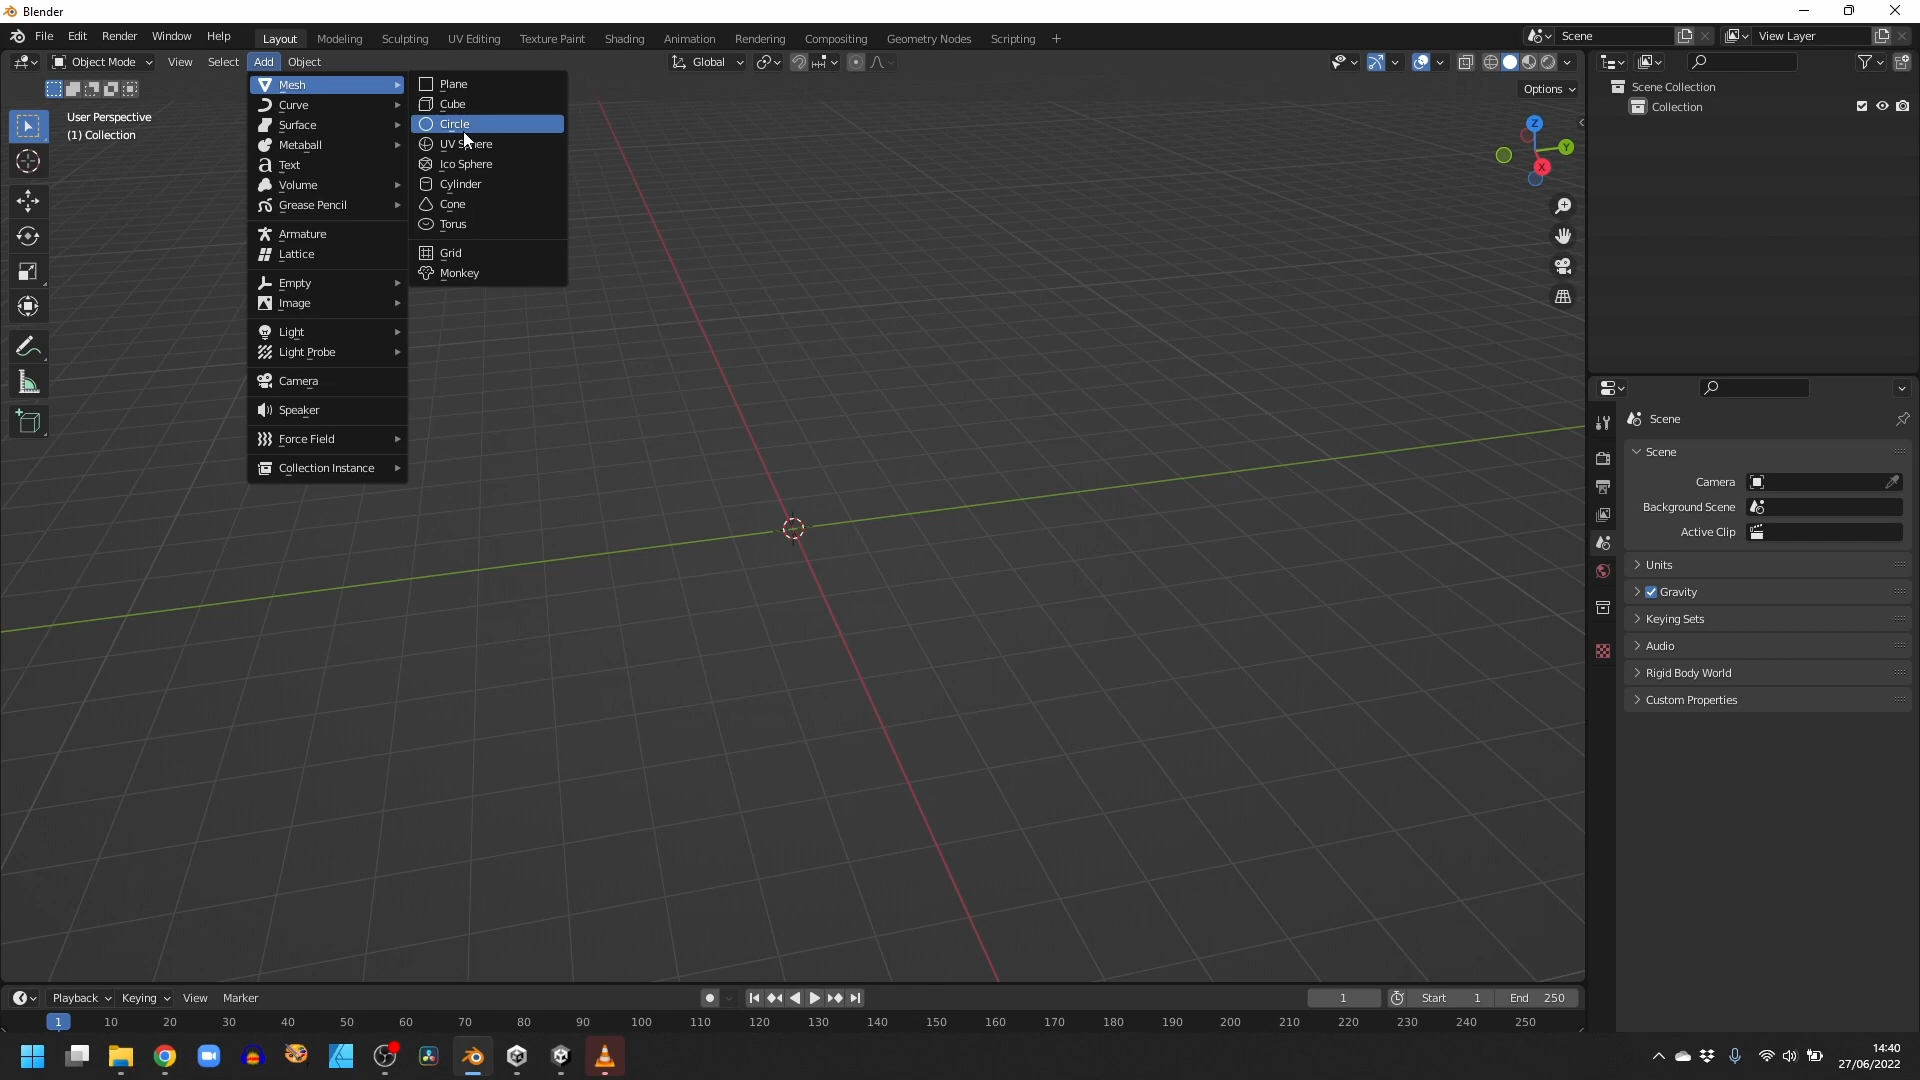 Blender
File Edit Render Window Help Layout Modeling Sculpting UV Editing Texture Paint Shading Animation Rendering Compositing Geometry Nodes Scripting + Scene View Layer
Object Mode View Select Add Object Global
Options
User Perspective
(1) Collection
Mesh
Curve
Surface
Metaball
Text
Volume
Grease Pencil
Armature
Lattice
Empty
Image
Light
Light Probe
Camera
Speaker
Force Field
Collection Instance
Plane
Cube
Circle
UV Sphere
Ico Sphere
Cylinder
Cone
Torus
Grid
Monkey
Z
Y
X
Scene Collection
Collection
Scene
Scene
Camera
Background Scene
Active Clip
Units
Gravity
Keying Sets
Audio
Rigid Body World
Custom Properties
Playback Keying View Marker 1 Start 1 End 250
1 10 20 30 40 50 60 70 80 90 100 110 120 130 140 150 160 170 180 190 200 210 220 230 240 250
14:40
27/06/2022